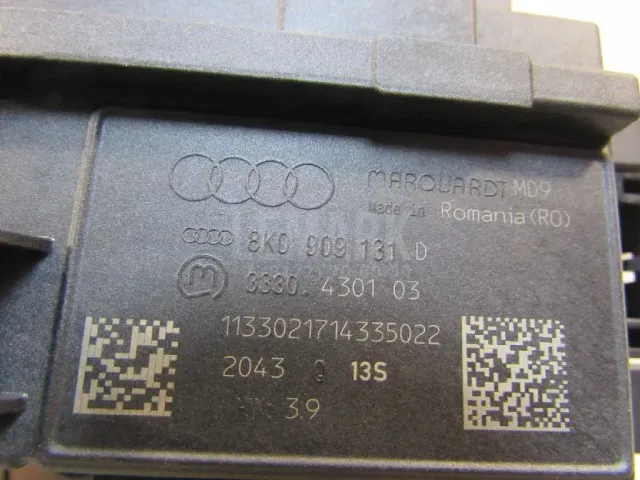 MARQUARDT MD9
Made in Romania(RO)
8K0 909 131 D
3330. 4301 03
1133021714335022
2043 13S
3.9